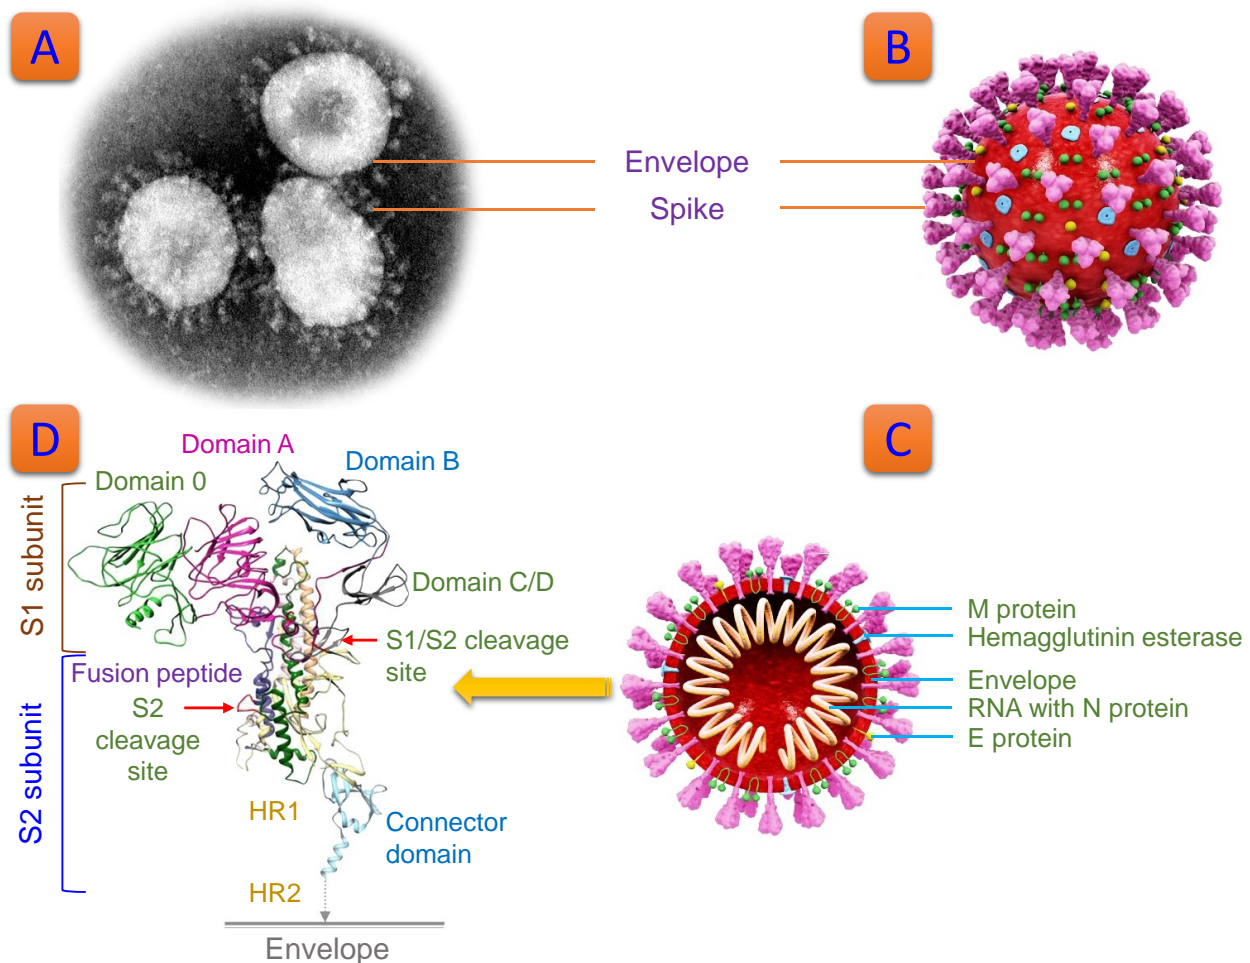 A
B
Envelope
Spike
D
C
Domain A
Domain B
Domain 0
S1 subunit
Domain C/D
S1/S2 cleavage
site
Fusion peptide
S2
cleavage
site
S2 subunit
HR1
Connector
domain
HR2
Envelope
M protein
Hemagglutinin esterase
Envelope
RNA with N protein
E protein